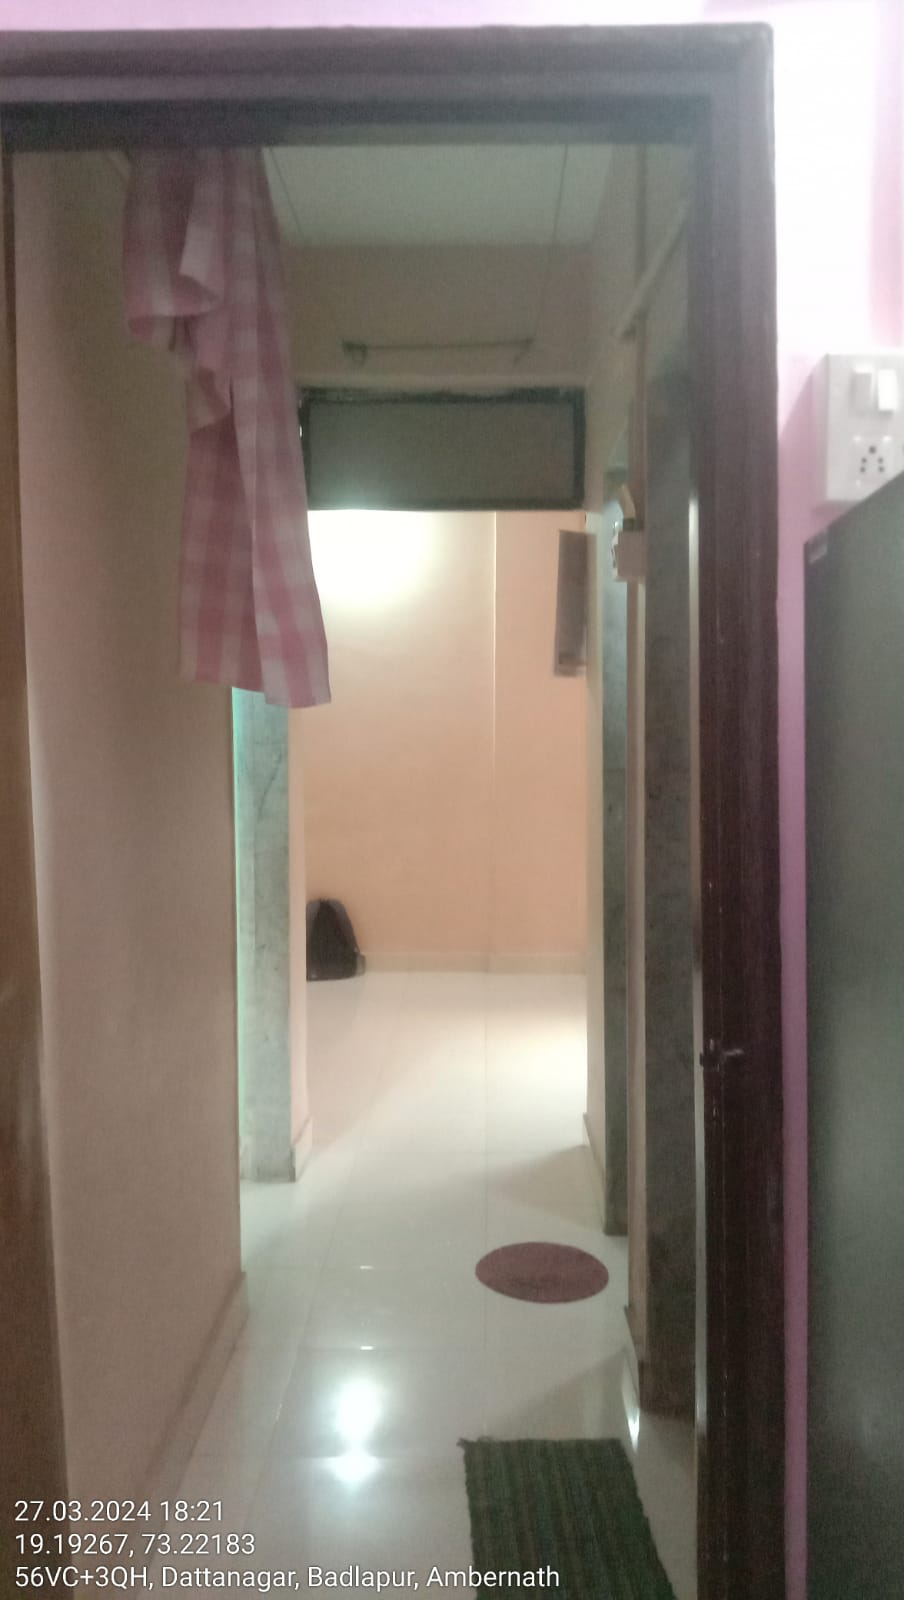 27.03.2024 18:21
19.19267, 73.22183
56VC+3QH, Dattanagar, Badlapur, Ambernath